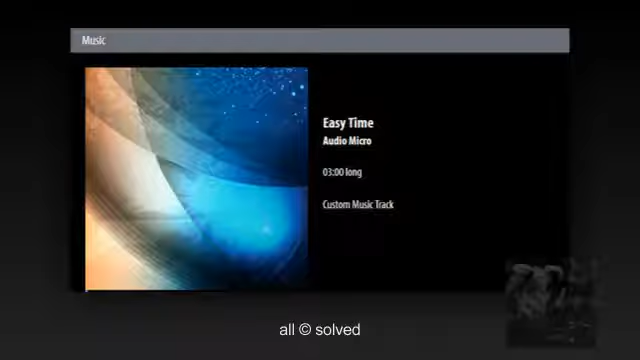 Music
Easy Time
Audio Micro
03:00 long
Custom Music Track
all © solved